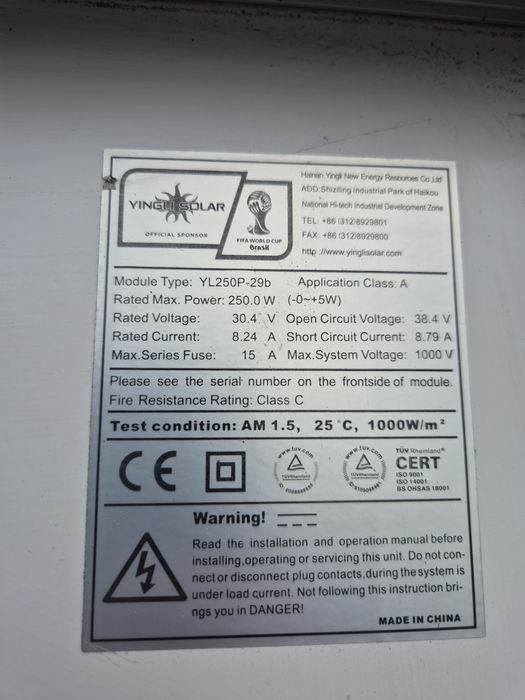 YINGLI SOLAR
OFFICIAL SPONSOR
FIFA WORLD CUP
Brasil
Hainan Yingli New Energy Resources Co.,Ltd
ADD:Shiziling Industrial Park of Haikou
National Hi-tech Industrial Development Zone
TEL: +86 (312)8929801
FAX: +86 (312)8929800
http://www.yinglisolar.com
Module Type: YL250P-29b Application Class: A
Rated Max. Power: 250.0 W (-0~+5W)
Rated Voltage: 30.4 V Open Circuit Voltage: 38.4 V
Rated Current: 8.24 A Short Circuit Current: 8.79 A
Max.Series Fuse: 15 A Max.System Voltage: 1000 V
Please see the serial number on the frontside of module.
Fire Resistance Rating: Class C
Test condition: AM 1.5, 25 °C, 1000W/m²
CE
www.tuv.com
TÜVRheinland
www.tuv.com
TÜVRheinland
TÜV Rheinland®
CERT
ISO 9001
ISO 14001
BS OHSAS 18001
Warning!
Read the installation and operation manual before
installing,operating or servicing this unit. Do not con-
nect or disconnect plug contacts,during the system is
under load current. Not following this instruction bri-
ngs you in DANGER!
MADE IN CHINA